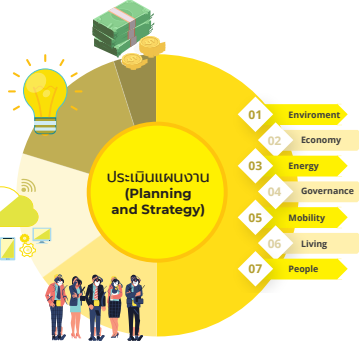 ประเมินแผนงาน
(Planning
and Strategy)
01 Enviroment
02 Economy
03 Energy
04 Governance
05 Mobility
06 Living
07 People